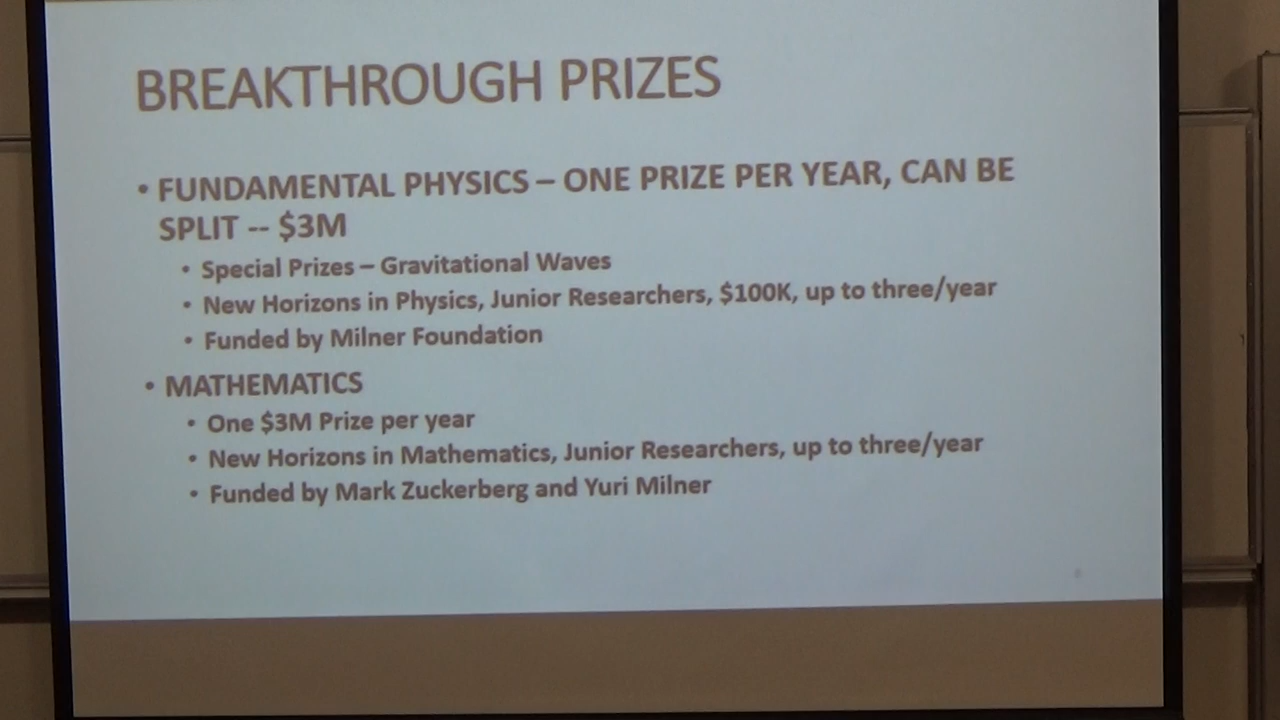 BREAKTHROUGH PRIZES
• FUNDAMENTAL PHYSICS – ONE PRIZE PER YEAR, CAN BE
SPLIT -- $3M
• Special Prizes – Gravitational Waves
• New Horizons in Physics, Junior Researchers, $100K, up to three/year
• Funded by Milner Foundation
• MATHEMATICS
• One $3M Prize per year
• New Horizons in Mathematics, Junior Researchers, up to three/year
• Funded by Mark Zuckerberg and Yuri Milner